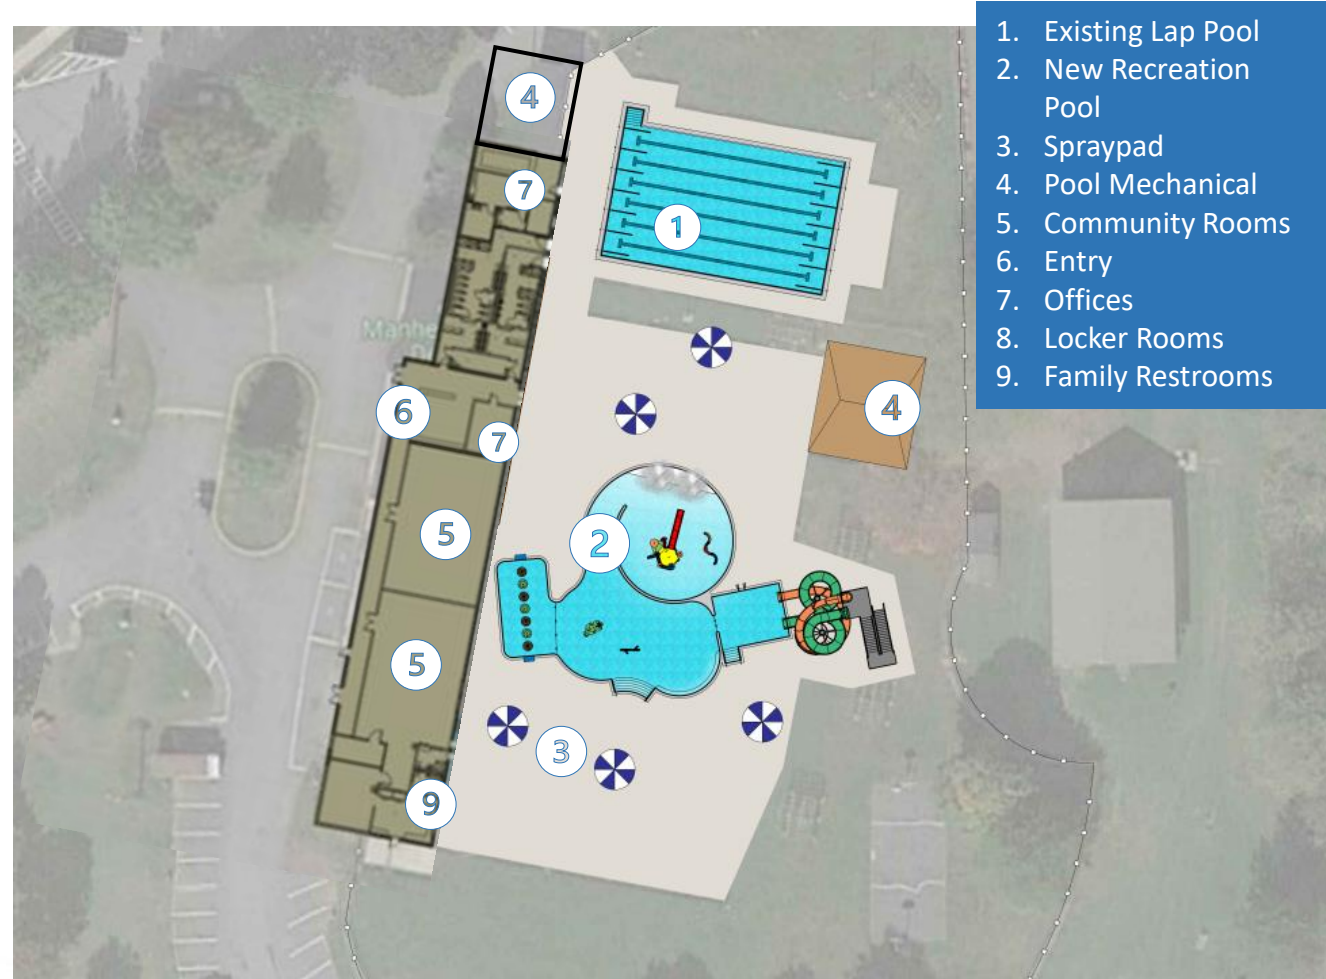 1. Existing Lap Pool
2. New Recreation
Pool
3. Spraypad
4. Pool Mechanical
5. Community Rooms
6. Entry
7. Offices
8. Locker Rooms
9. Family Restrooms
4
7
1
Manhe
6
4
7
5
2
5
3
9